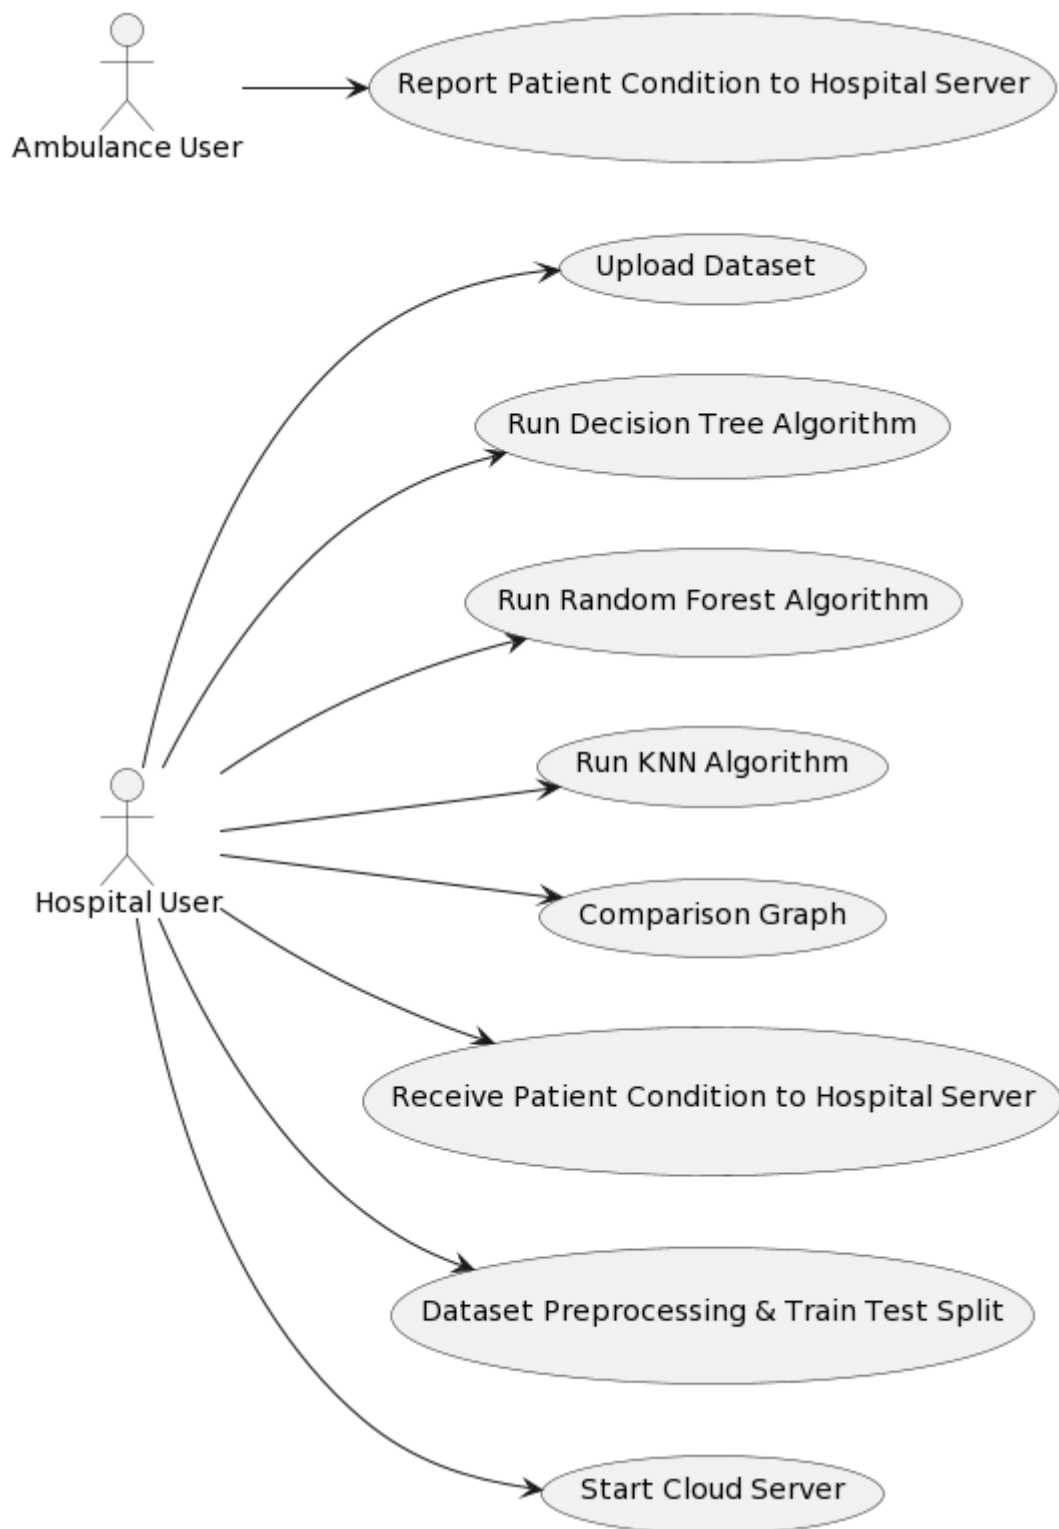 Report Patient Condition to Hospital Server
Ambulance User
Upload Dataset
Run Decision Tree Algorithm
Run Random Forest Algorithm
Run KNN Algorithm
Hospital User
Comparison Graph
Receive Patient Condition to Hospital Server
Dataset Preprocessing & Train Test Split
Start Cloud Server